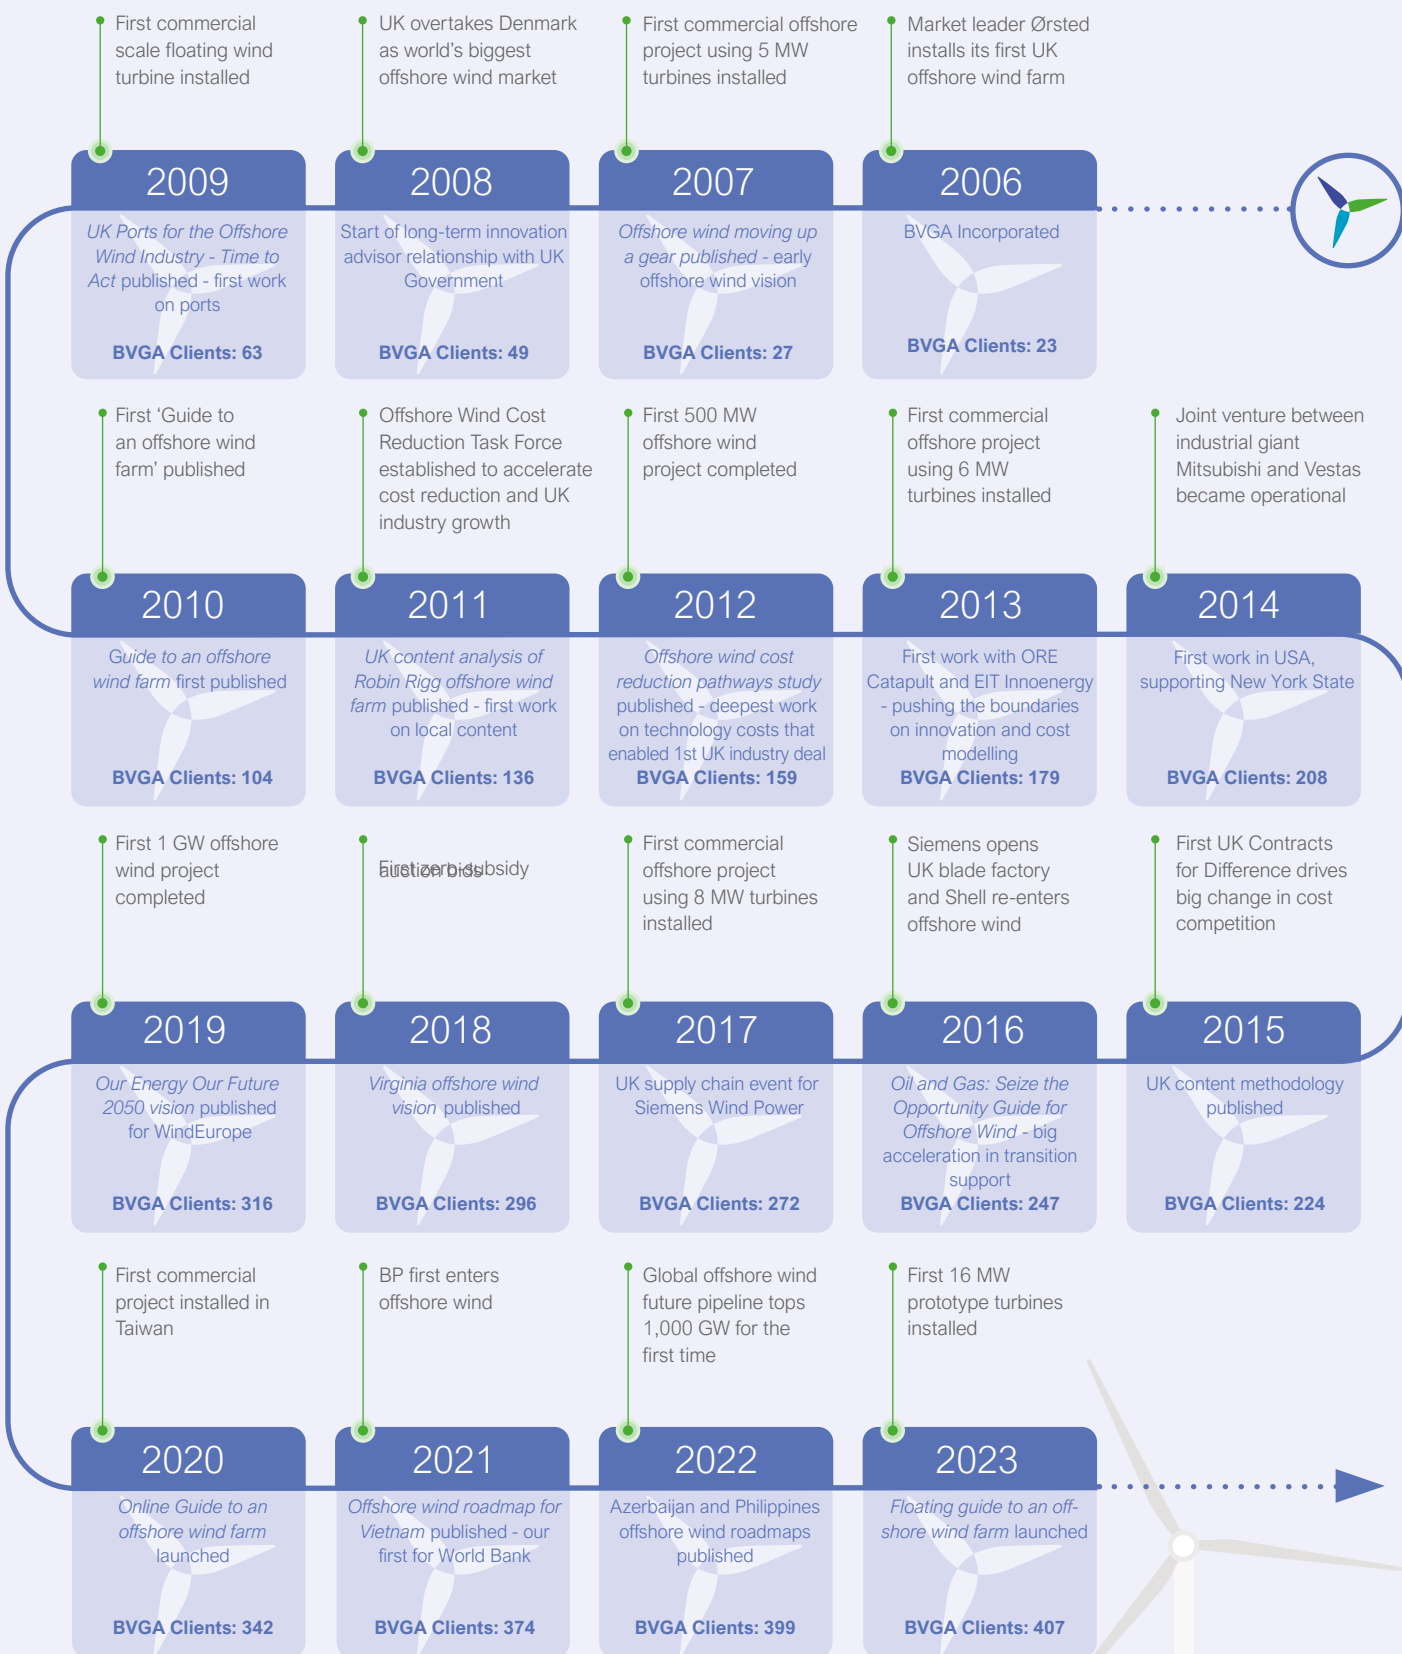 First commercial
scale floating wind
turbine installed
UK overtakes Denmark
as world's biggest
offshore wind market
First commercial offshore
project using 5 MW
turbines installed
Market leader Ørsted
installs its first UK
offshore wind farm
2009
UK Ports for the Offshore
Wind Industry - Time to
Act published - first work
on ports
BVGA Clients: 63
2008
Start of long-term innovation
advisor relationship with UK
Government
BVGA Clients: 49
2007
Offshore wind moving up
a gear published - early
offshore wind vision
BVGA Clients: 27
2006
BVGA Incorporated
BVGA Clients: 23
First ‘Guide to
an offshore wind
farm’ published
Offshore Wind Cost
Reduction Task Force
established to accelerate
cost reduction and UK
industry growth
First 500 MW
offshore wind
project completed
First commercial
offshore project
using 6 MW
turbines installed
Joint venture between
industrial giant
Mitsubishi and Vestas
became operational
2010
Guide to an offshore
wind farm first published
BVGA Clients: 104
2011
UK content analysis of
Robin Rigg offshore wind
farm published - first work
on local content
BVGA Clients: 136
2012
Offshore wind cost
reduction pathways study
published - deepest work
on technology costs that
enabled 1st UK industry deal
BVGA Clients: 159
2013
First work with ORE
Catapult and EIT Innoenergy
- pushing the boundaries
on innovation and cost
modelling
BVGA Clients: 179
2014
First work in USA,
supporting New York State
BVGA Clients: 208
First 1 GW offshore
wind project
completed
First zero-subsidy
auction bids
First commercial
offshore project
using 8 MW turbines
installed
Siemens opens
UK blade factory
and Shell re-enters
offshore wind
First UK Contracts
for Difference drives
big change in cost
competition
2019
Our Energy Our Future
2050 vision published
for WindEurope
BVGA Clients: 316
2018
Virginia offshore wind
vision published
BVGA Clients: 296
2017
UK supply chain event for
Siemens Wind Power
BVGA Clients: 272
2016
Oil and Gas: Seize the
Opportunity Guide for
Offshore Wind - big
acceleration in transition
support
BVGA Clients: 247
2015
UK content methodology
published
BVGA Clients: 224
First commercial
project installed in
Taiwan
BP first enters
offshore wind
Global offshore wind
future pipeline tops
1,000 GW for the
first time
First 16 MW
prototype turbines
installed
2020
Online Guide to an
offshore wind farm
launched
BVGA Clients: 342
2021
Offshore wind roadmap for
Vietnam published - our
first for World Bank
BVGA Clients: 374
2022
Azerbaijan and Philippines
offshore wind roadmaps
published
BVGA Clients: 399
2023
Floating guide to an off-
shore wind farm launched
BVGA Clients: 407